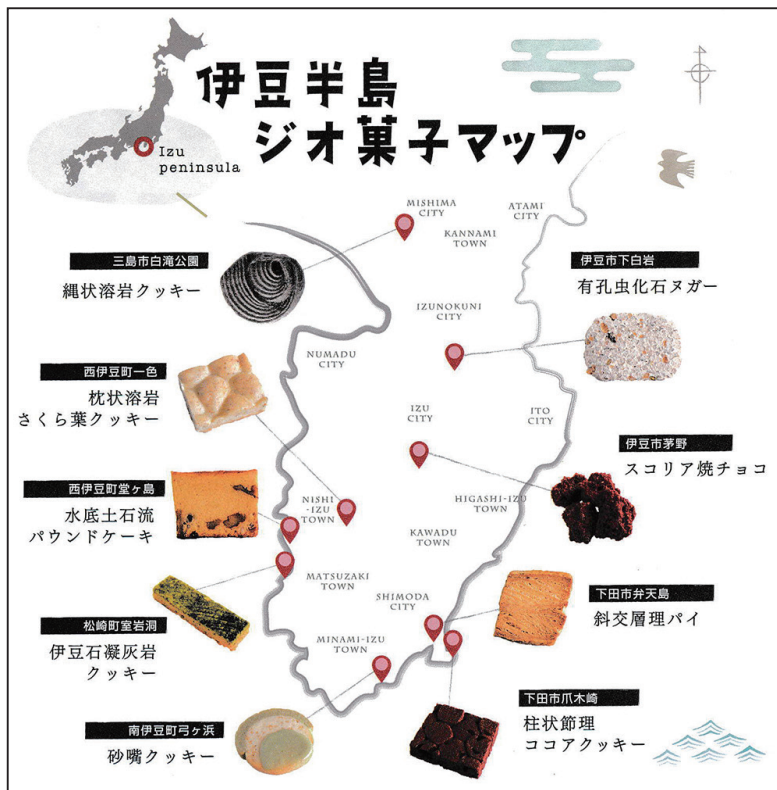 伊豆半島
ジオ菓子マップ
Izu
peninsula
MISHIMA
CITY
ATAMI
CITY
KANNAMI
TOWN
三島市白滝公園
縄状溶岩クッキー
伊豆市下白岩
有孔虫化石ヌガー
IZUNOKUNI
CITY
NUMADU
CITY
西伊豆町一色
枕状溶岩
さくら葉クッキー
IZU
CITY
ITO
CITY
伊豆市茅野
スコリア焼チョコ
西伊豆町堂ヶ島
水底土石流
パウンドケーキ
NISHI
-IZU
TOWN
HIGASHI-IZU
TOWN
KAWADU
TOWN
MATSUZAKI
TOWN
SHIMODA
CITY
下田市弁天島
斜交層理パイ
松崎町室岩洞
伊豆石凝灰岩
クッキー
MINAMI-IZU
TOWN
下田市爪木崎
柱状節理
ココアクッキー
南伊豆町弓ヶ浜
砂嘴クッキー